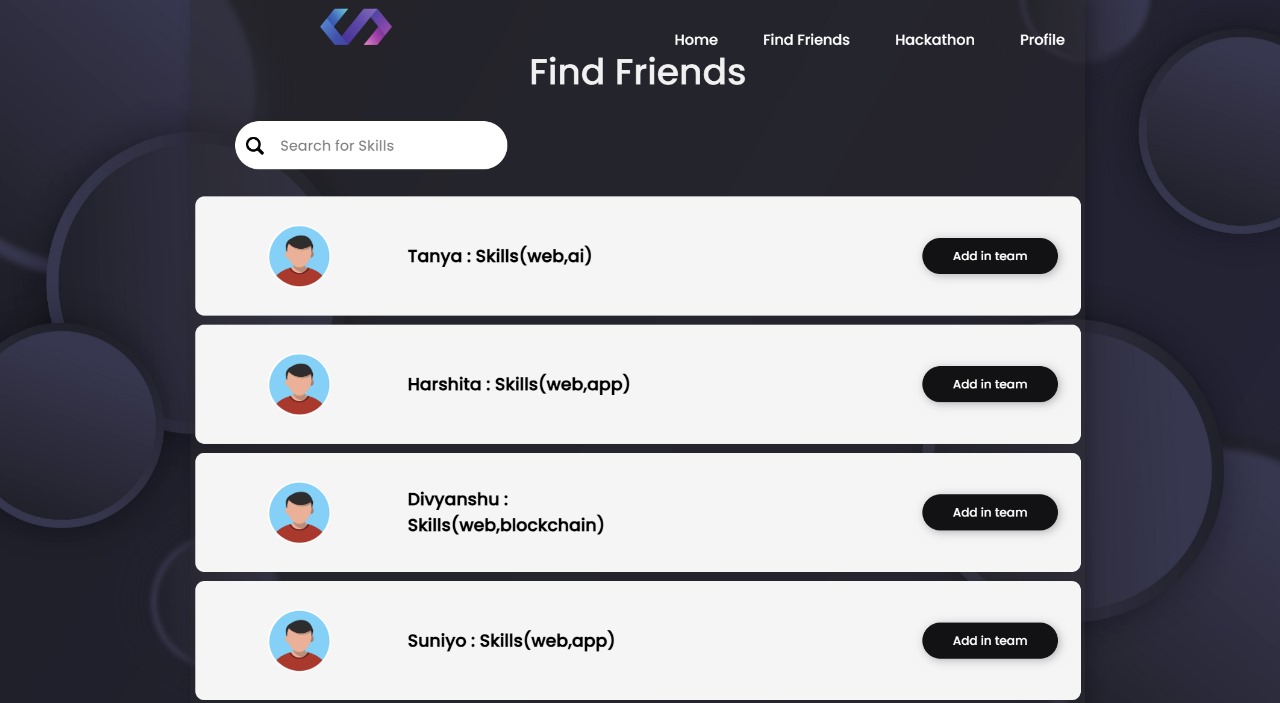 Home Find Friends Hackathon Profile
Find Friends
Search for Skills
Tanya : Skills(web,ai)
Add in team
Harshita : Skills(web,app)
Add in team
Divyanshu :
Skills(web,blockchain)
Add in team
Suniyo : Skills(web,app)
Add in team